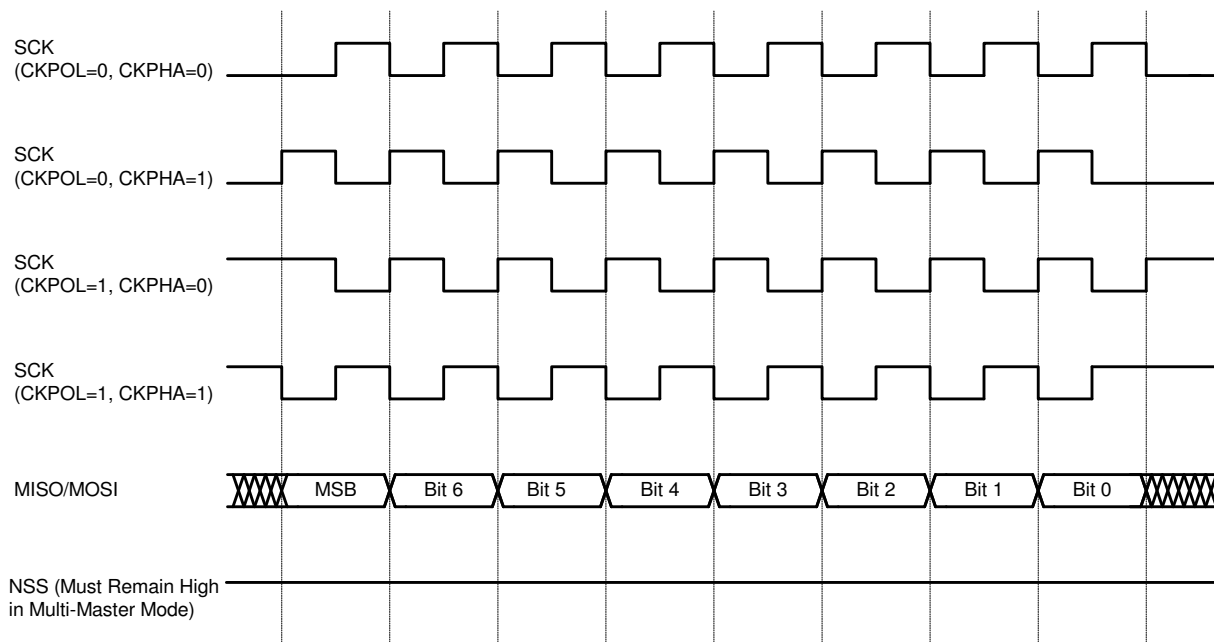 SCK
(CKPOL=0, CKPHA=0)
SCK
(CKPOL=0, CKPHA=1)
SCK
(CKPOL=1, CKPHA=0)
SCK
(CKPOL=1, CKPHA=1)
MISO/MOSI MSB Bit 6 Bit 5 Bit 4 Bit 3 Bit 2 Bit 1 Bit 0
NSS (Must Remain High
in Multi-Master Mode)